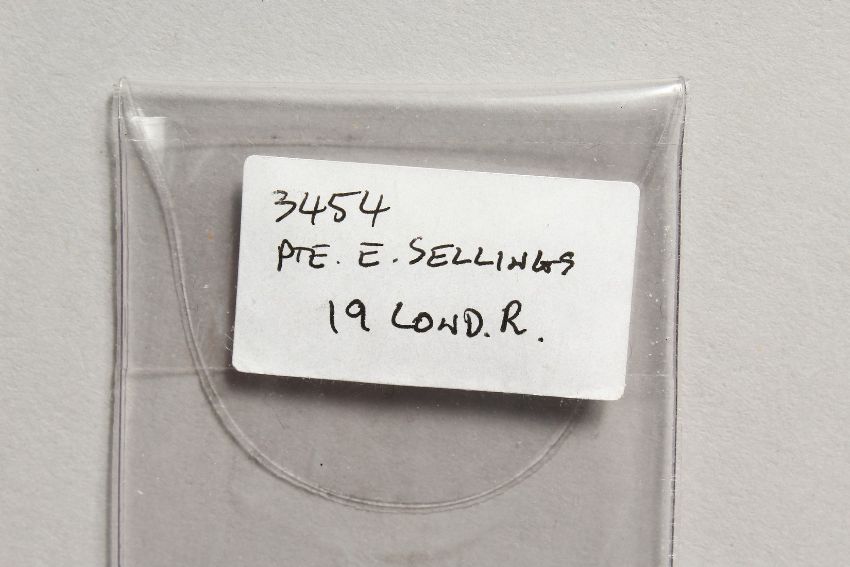 3454
PTE. E. SELLINGS
19 LOND. R.